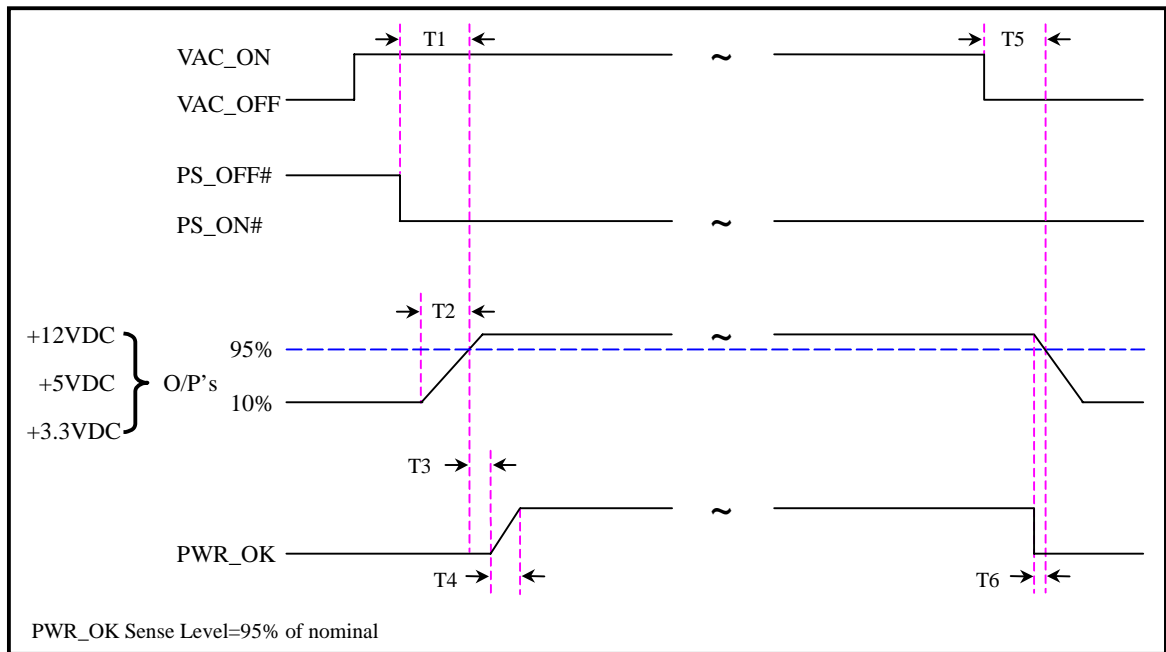 T1
T5
VAC_ON
~
VAC_OFF
PS_OFF#
PS_ON#
~
T2
+12VDC
~
95%
+5VDC
O/P's
10%
+3.3VDC
T3
~
PWR_OK
T4
T6
PWR_OK Sense Level=95% of nominal